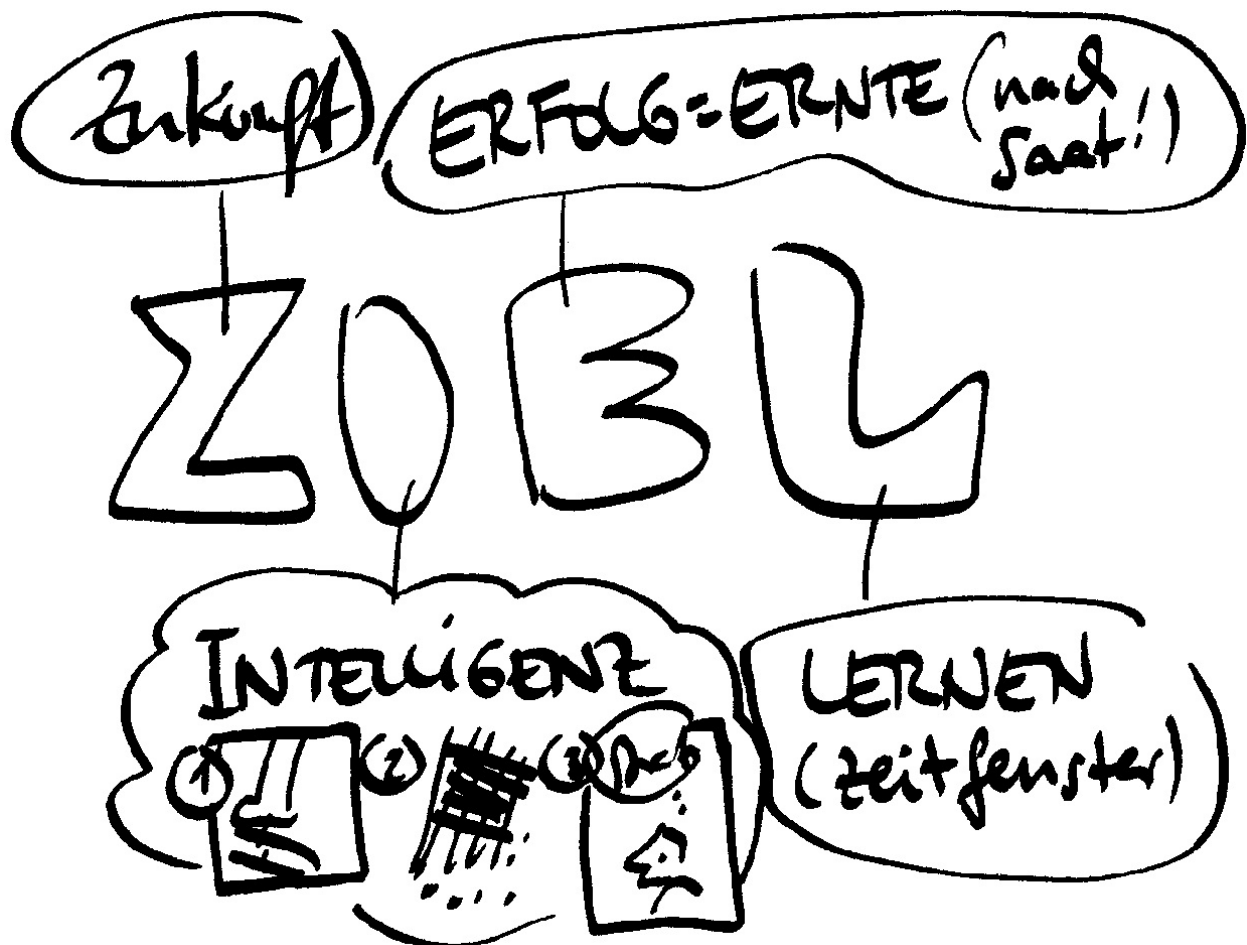 Zukunft
ERFOLG=ERNTE (nach
Saat!)
ZIEL
INTELLIGENZ
1 2 3
LERNEN
(Zeitfenster)